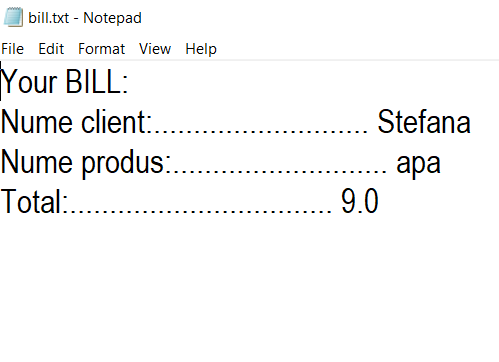 bill.txt - Notepad
File Edit Format View Help
Your BILL:
Nume client:........................... Stefana
Nume produs:........................... apa
Total:................................. 9.0